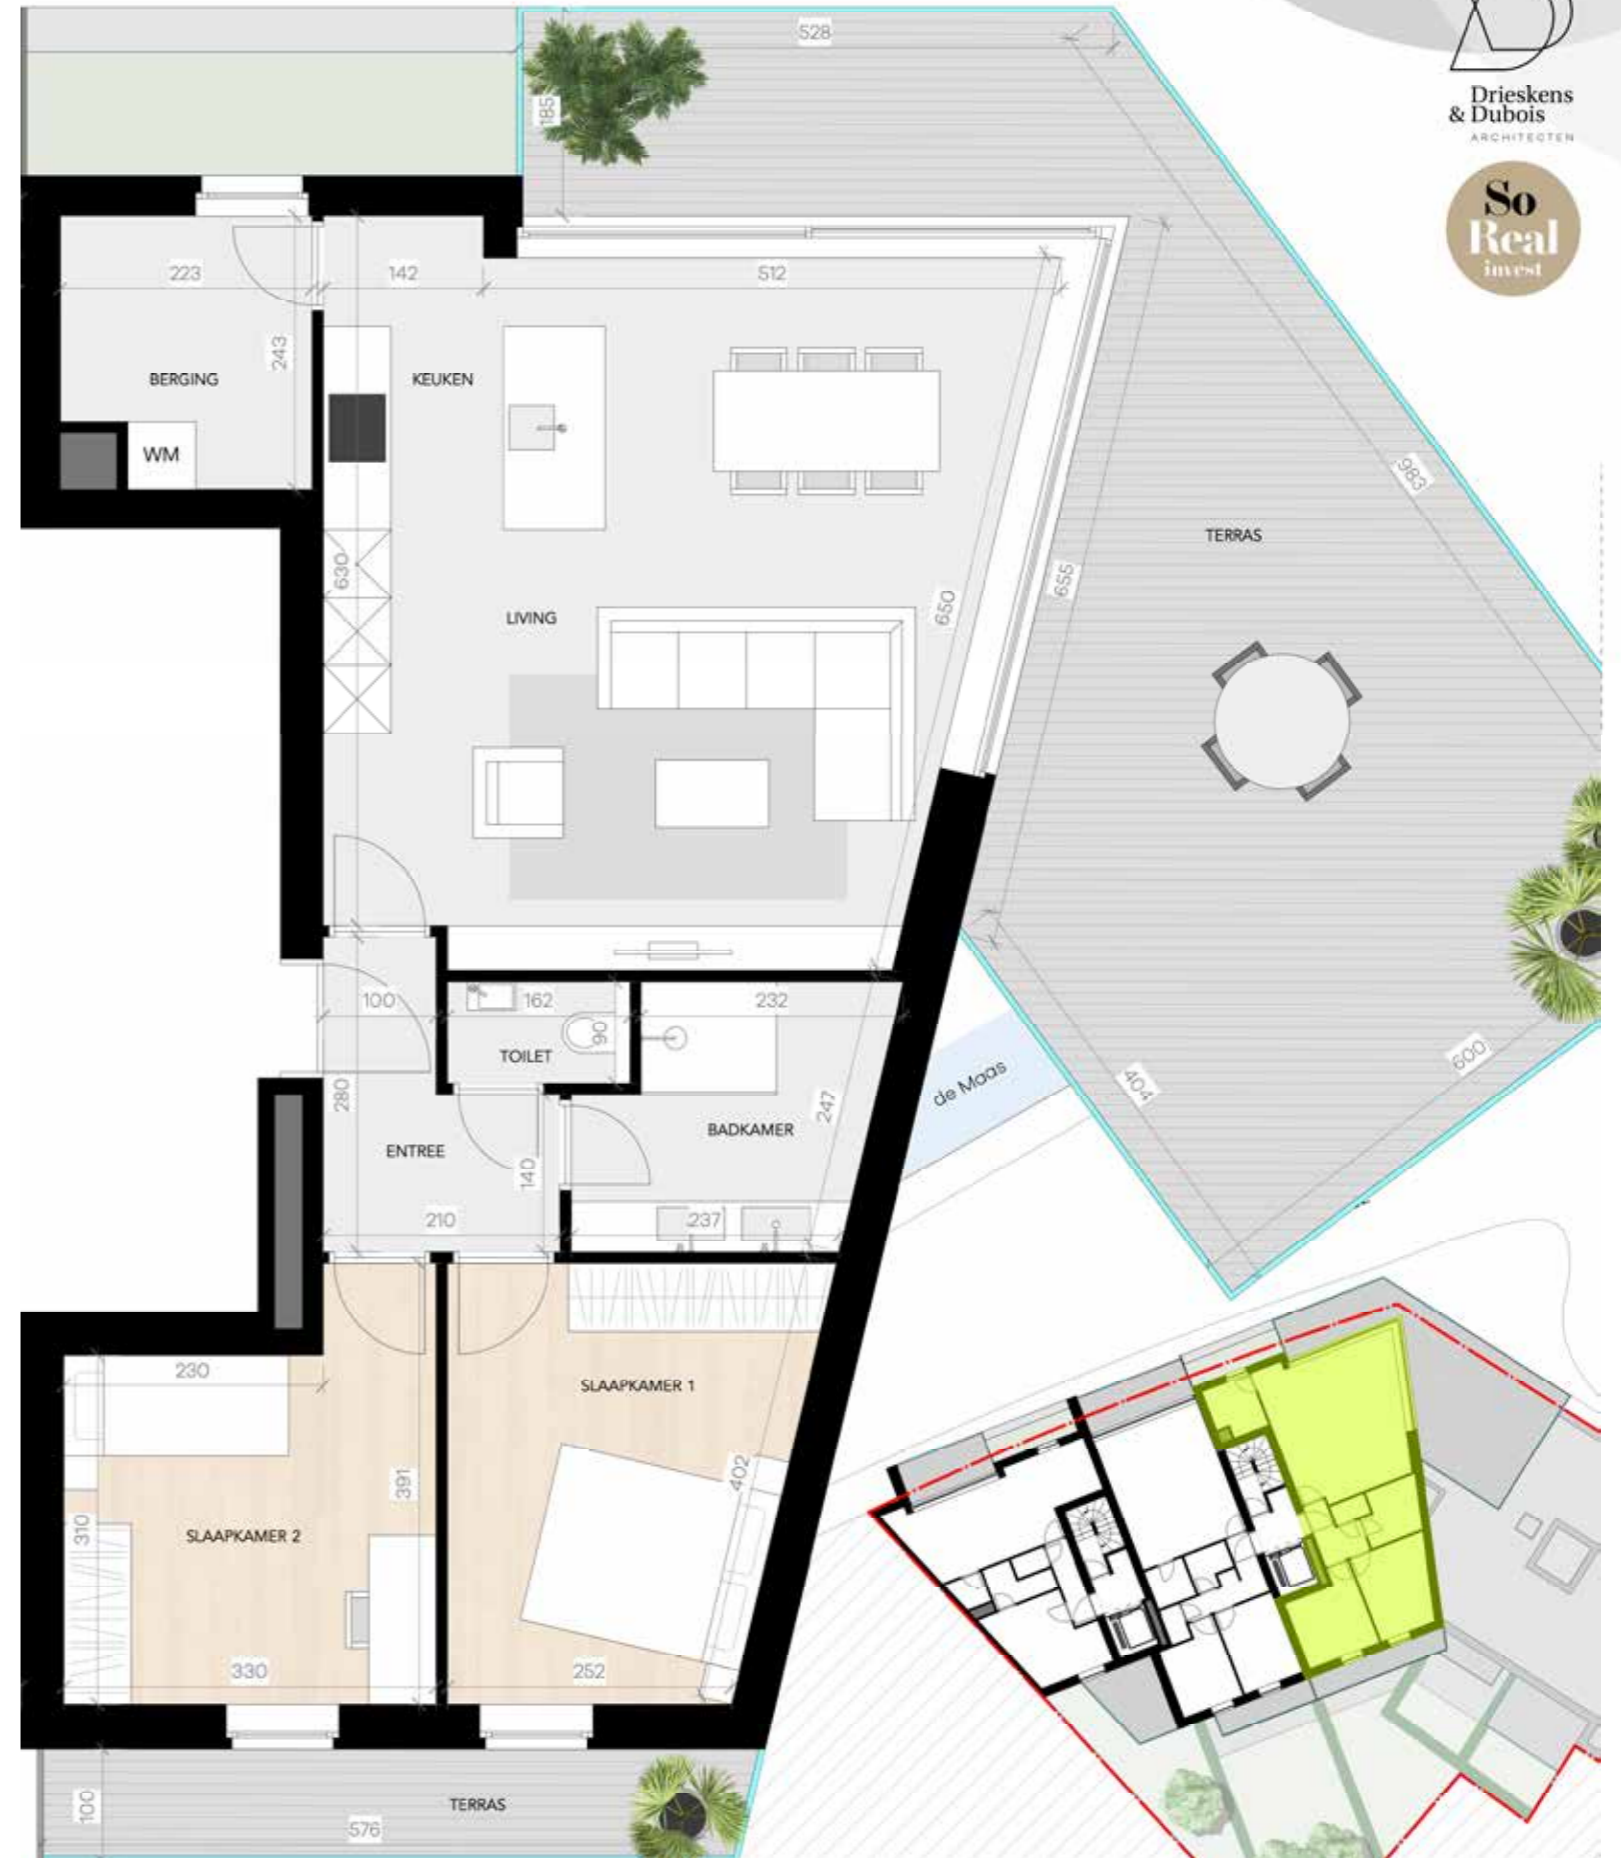 528
Drieskens
& Dubois
ARCHITECTEN
185
So
Real
invest
223
142
512
243
BERGING
KEUKEN
WM
983
TERRAS
630
655
650
LIVING
100
162
232
90
TOILET
de Maas
600
404
280
247
BADKAMER
ENTREE
140
210
237
230
SLAAPKAMER 1
402
391
310
SLAAPKAMER 2
330
252
100
TERRAS
576